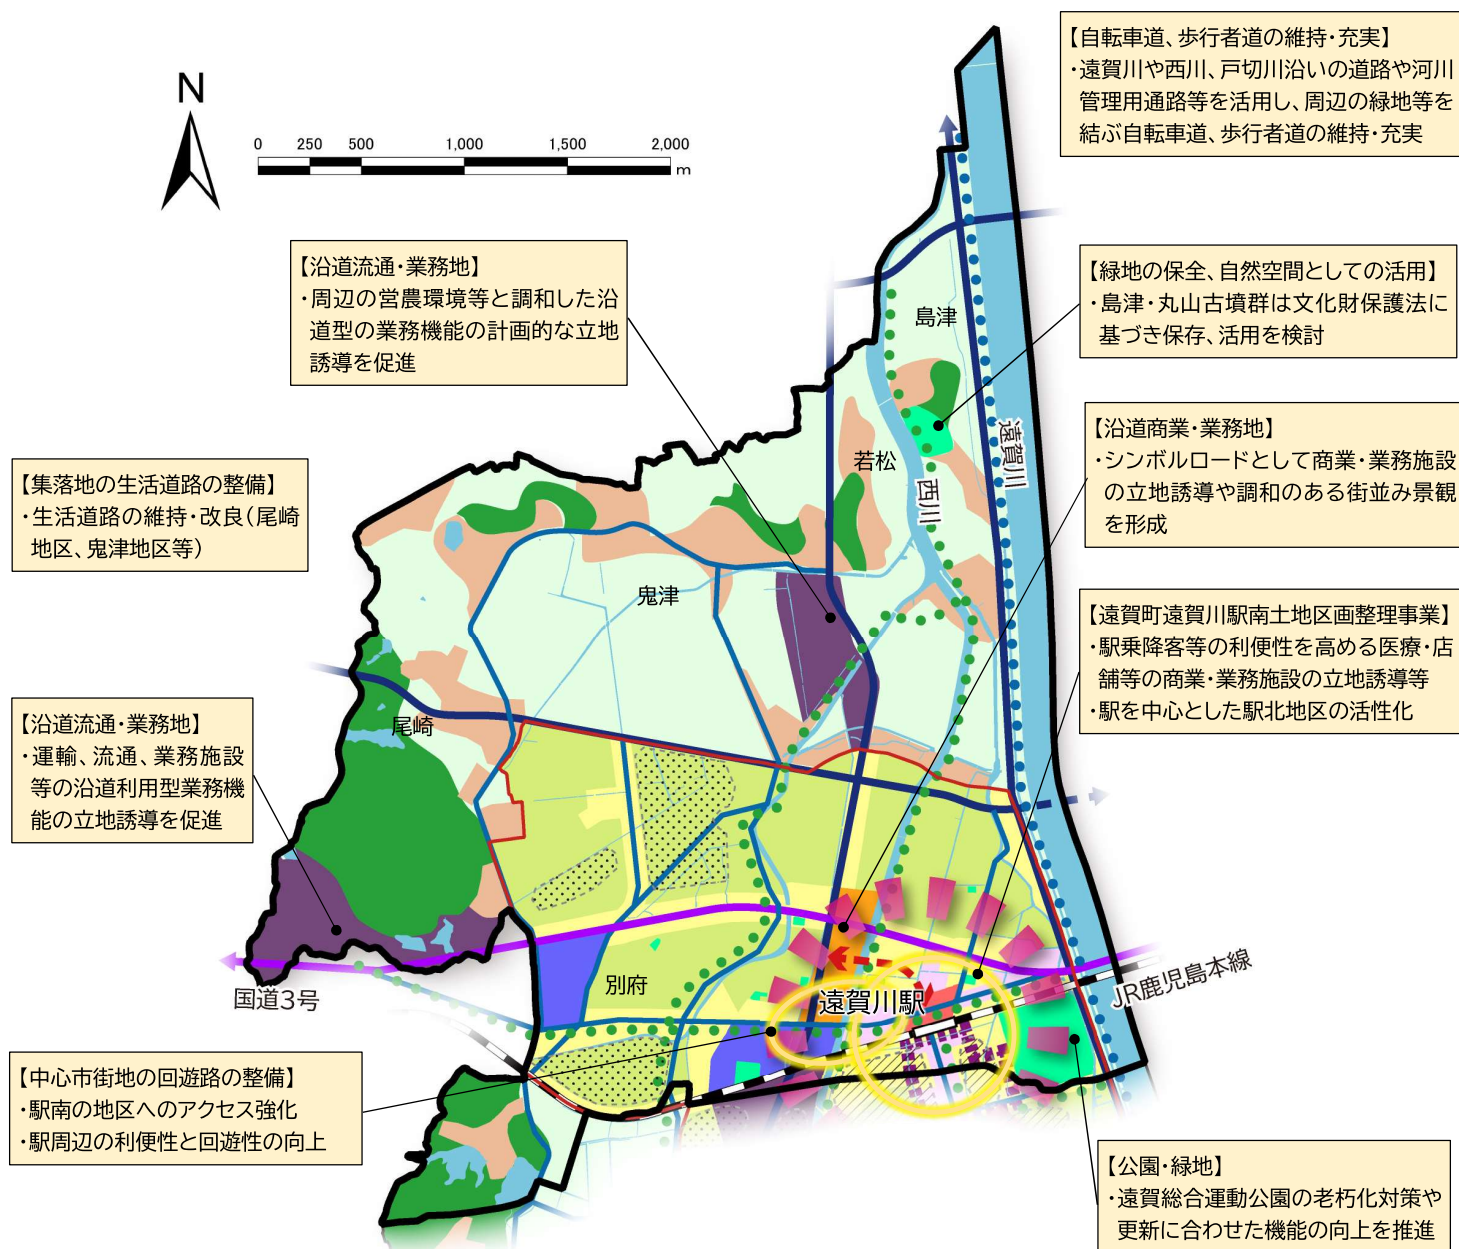 【自転車道、歩行者道の維持・充実】
・遠賀川や西川、戸切川沿いの道路や河川
管理用通路等を活用し、周辺の緑地等を
結ぶ自転車道、歩行者道の維持・充実
N
0 250 500 1,000 1,500 2,000
m
【沿道流通・業務地】
・周辺の営農環境等と調和した沿
道型の業務機能の計画的な立地
誘導を促進
【緑地の保全、自然空間としての活用】
・島津・丸山古墳群は文化財保護法に
基づき保存、活用を検討
島津
【沿道商業・業務地】
・シンボルロードとして商業・業務施設
の立地誘導や調和のある街並み景観
を形成
遠賀川
若松
西川
【集落地の生活道路の整備】
・生活道路の維持・改良（尾崎
地区、鬼津地区等）
鬼津
【遠賀町遠賀川駅南土地区画整理事業】
・駅乗降客等の利便性を高める医療・店
舗等の商業・業務施設の立地誘導等
・駅を中心とした駅北地区の活性化
【沿道流通・業務地】
・運輸、流通、業務施設
等の沿道利用型業務機
能の立地誘導を促進
尾崎
別府
遠賀川駅
国道3号
JR鹿児島本線
【中心市街地の回遊路の整備】
・駅南の地区へのアクセス強化
・駅周辺の利便性と回遊性の向上
【公園・緑地】
・遠賀総合運動公園の老朽化対策や
更新に合わせた機能の向上を推進